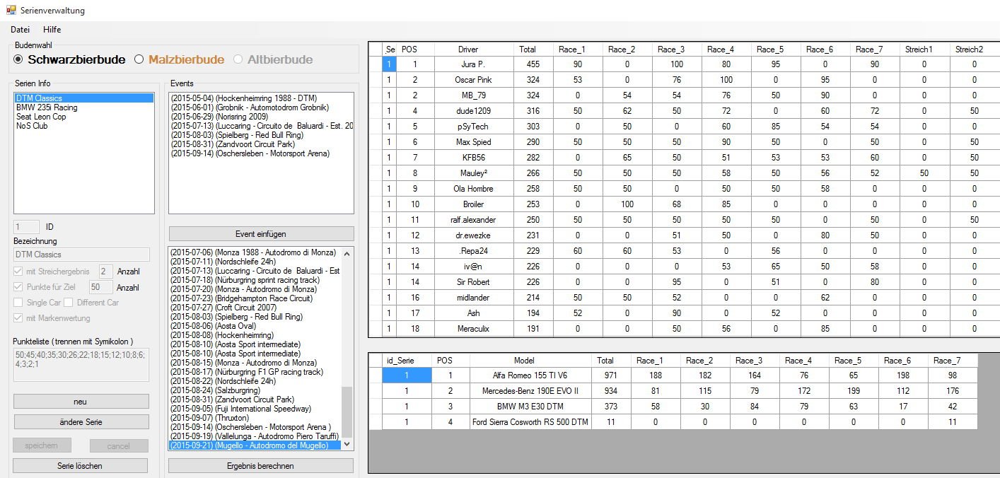 Serienverwaltung
Datei Hilfe
Budenwahl
Schwarzbierbude Malzbierbude Altbierbude
Serien Info
DTM Classics
BMW 235i Racing
Seat Leon Cop
NoS Club
1 ID
Bezeichnung
DTM Classics
mit Streichergebnis 2 Anzahl
Punkte für Ziel 50 Anzahl
Single Car Different Car
mit Markenwertung
Punkteliste ( trennen mit Symikolon )
50;45;40;35;30;26;22;18;15;12;10;8;6;
4;3;2;1
neu
ändere Serie
speichern cancel
Serie löschen
Events
(2015-05-04) (Hockenheimring 1988 - DTM)
(2015-06-01) (Grobnik - Automotodrom Grobnik)
(2015-06-29) (Norisring 2009)
(2015-07-13) (Luccaring - Circuito de Baluardi - Est. 20
(2015-08-03) (Spielberg - Red Bull Ring)
(2015-08-31) (Zandvoort Circuit Park)
(2015-09-14) (Oschersleben - Motorsport Arena)
Event einfügen
(2015-07-06) (Monza 1988 - Autodromo di Monza)
(2015-07-11) (Nordschleife 24h)
(2015-07-13) (Luccaring - Circuito de Baluardi - Est
(2015-07-18) (Nürburgring sprint racing track)
(2015-07-20) (Monza - Autodromo di Monza)
(2015-07-23) (Bridgehampton Race Circuit)
(2015-07-27) (Croft Circuit 2007)
(2015-08-03) (Spielberg - Red Bull Ring)
(2015-08-06) (Aosta Oval)
(2015-08-08) (Hockenheimring)
(2015-08-10) (Aosta Sport intermediate)
(2015-08-10) (Aosta Sport intermediate)
(2015-08-15) (Monza - Autodromo di Monza)
(2015-08-17) (Nürburgring F1 GP racing track)
(2015-08-22) (Nordschleife 24h)
(2015-08-24) (Salzburgring)
(2015-08-31) (Zandvoort Circuit Park)
(2015-09-05) (Fuji International Speedway)
(2015-09-07) (Thruxton)
(2015-09-14) (Oschersleben - Motorsport Arena )
(2015-09-19) (Vallelunga - Autodromo Piero Taruffi)
(2015-09-21) (Mugello - Autodromo del Mugello)
Ergebnis berechnen
Se POS Driver Total Race_1 Race_2 Race_3 Race_4 Race_5 Race_6 Race_7 Streich1 Streich2
1 1 Jura P. 455 90 0 100 80 95 0 90 0 0
1 2 Oscar Pink 324 53 0 76 100 0 95 0 0 0
1 2 MB_79 324 0 54 54 76 50 90 0 0 0
1 4 dude1209 316 50 62 50 72 0 60 72 0 50
1 5 pSyTech 303 0 50 0 60 85 54 54 0 0
1 6 Max Spied 290 50 50 50 90 50 0 50 0 50
1 7 KFB56 282 0 65 50 51 53 53 60 0 50
1 8 Mauley² 266 50 50 50 58 50 56 52 50 50
1 9 Ola Hombre 258 50 50 0 50 50 58 0 0 0
1 10 Broiler 253 0 100 68 85 0 0 0 0 0
1 11 ralf.alexander 250 50 50 50 50 50 50 50 0 50
1 12 dr.ewezke 231 0 0 51 50 0 80 50 0 0
1 13 .Repa24 229 60 60 53 0 56 0 0 0 0
1 14 iv@n 226 0 0 0 53 65 50 58 0 0
1 14 Sir Robert 226 0 0 95 0 51 0 80 0 0
1 16 midlander 214 50 50 52 0 0 62 0 0 0
1 17 Ash 194 52 0 90 0 52 0 0 0 0
1 18 Meraculix 191 0 0 50 56 0 85 0 0 0
id_Serie POS Model Total Race_1 Race_2 Race_3 Race_4 Race_5 Race_6 Race_7
1 1 Alfa Romeo 155 TI V6 971 188 182 164 76 65 198 98
1 2 Mercedes-Benz 190E EVO II 934 81 115 79 172 199 112 176
1 3 BMW M3 E30 DTM 373 58 30 84 79 63 17 42
1 4 Ford Sierra Cosworth RS 500 DTM 11 0 0 0 0 0 0 11